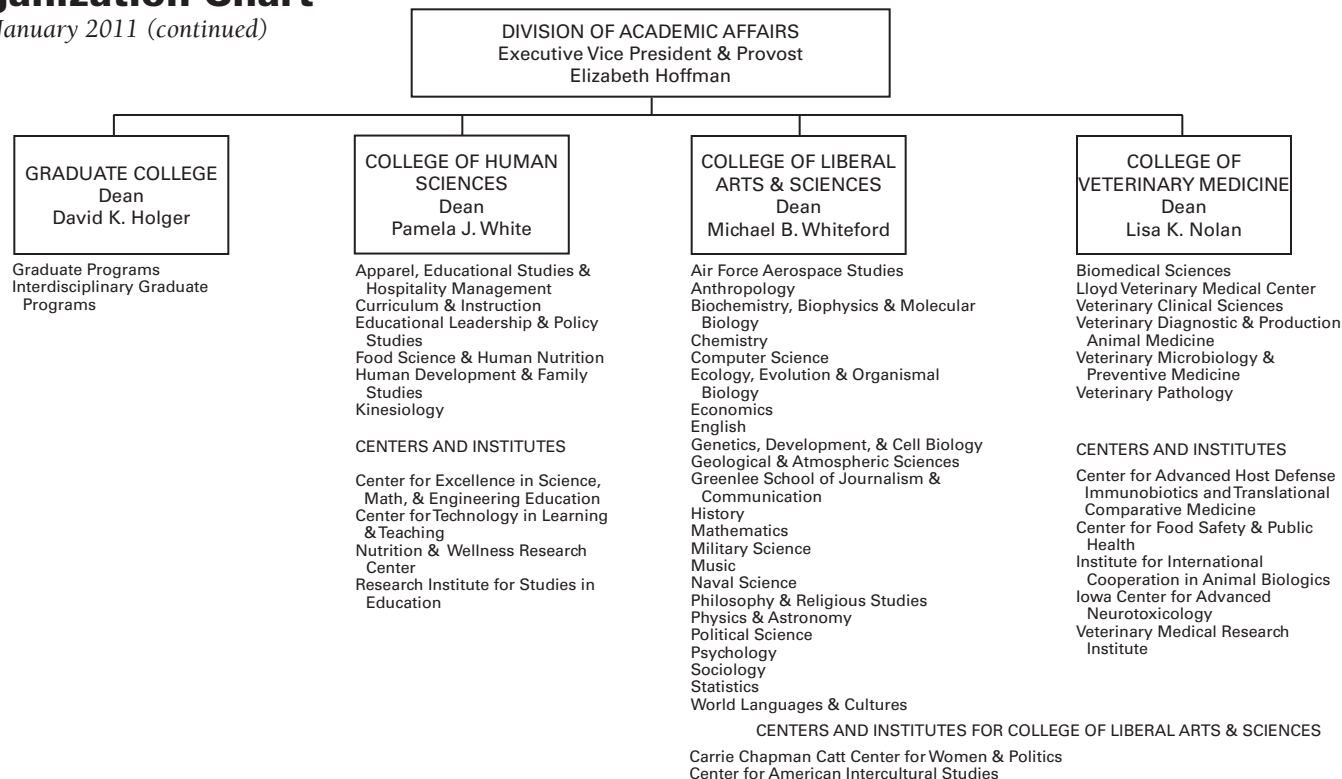 ganization Chart
January 2011 (continued)
DIVISION OF ACADEMIC AFFAIRS
Executive Vice President & Provost
Elizabeth Hoffman
GRADUATE COLLEGE
Dean
David K. Holger
Graduate Programs
Interdisciplinary Graduate
Programs
COLLEGE OF HUMAN
SCIENCES
Dean
Pamela J. White
Apparel, Educational Studies &
Hospitality Management
Curriculum & Instruction
Educational Leadership & Policy
Studies
Food Science & Human Nutrition
Human Development & Family
Studies
Kinesiology
CENTERS AND INSTITUTES
Center for Excellence in Science,
Math, & Engineering Education
Center for Technology in Learning
& Teaching
Nutrition & Wellness Research
Center
Research Institute for Studies in
Education
COLLEGE OF LIBERAL
ARTS & SCIENCES
Dean
Michael B. Whiteford
Air Force Aerospace Studies
Anthropology
Biochemistry, Biophysics & Molecular
Biology
Chemistry
Computer Science
Ecology, Evolution & Organismal
Biology
Economics
English
Genetics, Development, & Cell Biology
Geological & Atmospheric Sciences
Greenlee School of Journalism &
Communication
History
Mathematics
Military Science
Music
Naval Science
Philosophy & Religious Studies
Physics & Astronomy
Political Science
Psychology
Sociology
Statistics
World Languages & Cultures
COLLEGE OF
VETERINARY MEDICINE
Dean
Lisa K. Nolan
Biomedical Sciences
Lloyd Veterinary Medical Center
Veterinary Clinical Sciences
Veterinary Diagnostic & Production
Animal Medicine
Veterinary Microbiology &
Preventive Medicine
Veterinary Pathology
CENTERS AND INSTITUTES
Center for Advanced Host Defense
Immunobiotics and Translational
Comparative Medicine
Center for Food Safety & Public
Health
Institute for International
Cooperation in Animal Biologics
Iowa Center for Advanced
Neurotoxicology
Veterinary Medical Research
Institute
CENTERS AND INSTITUTES FOR COLLEGE OF LIBERAL ARTS & SCIENCES
Carrie Chapman Catt Center for Women & Politics
Center for American Intercultural Studies